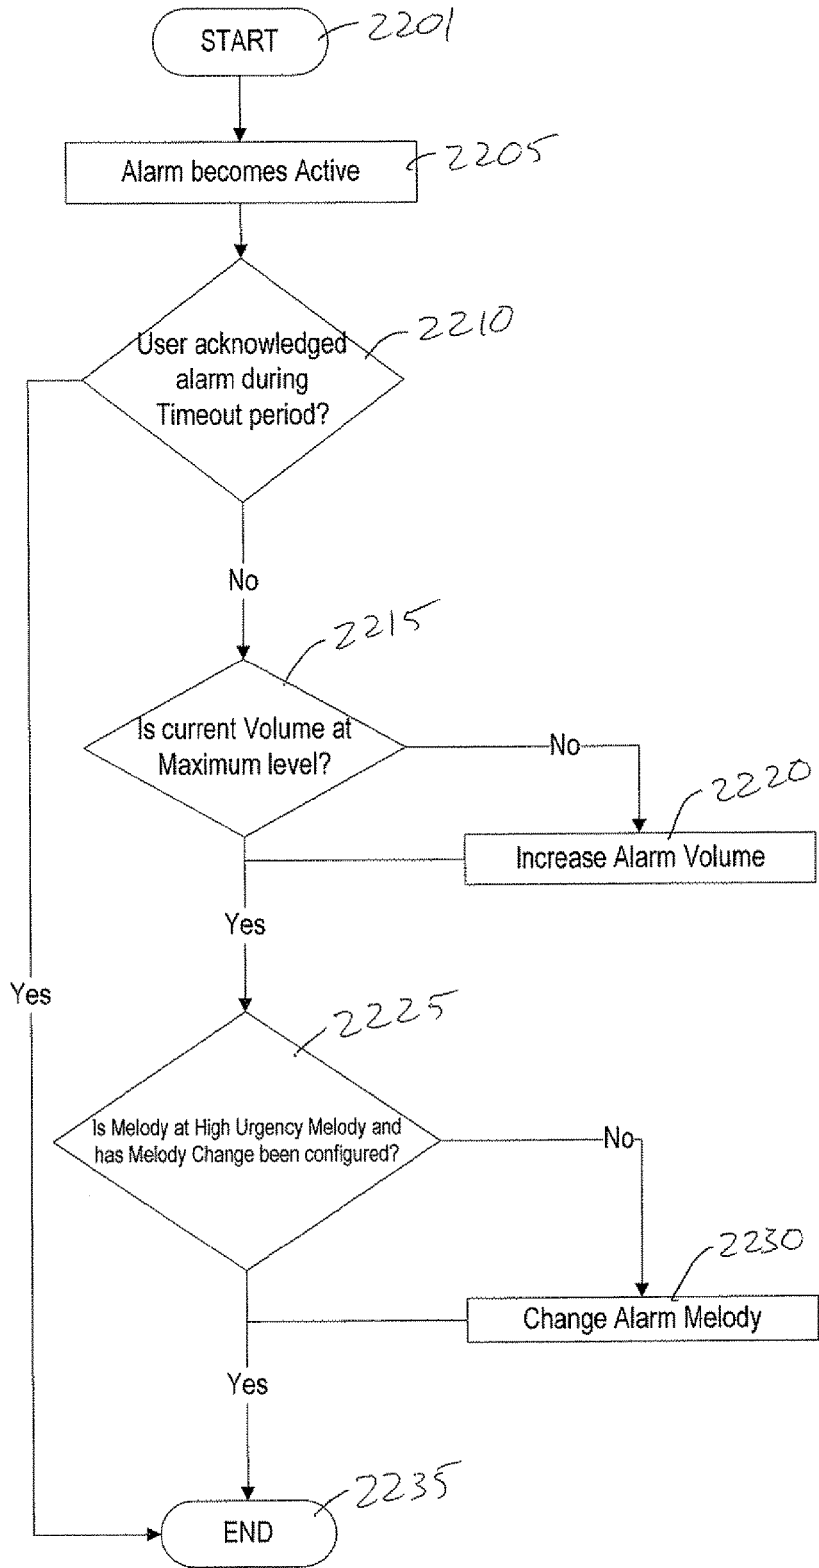 START
2201
Alarm becomes Active
2205
User acknowledged
alarm during
Timeout period?
2210
No
2215
Is current Volume at
Maximum level?
No
2220
Increase Alarm Volume
Yes
Yes
2225
Is Melody at High Urgency Melody and
has Melody Change been configured?
No
2230
Change Alarm Melody
Yes
2235
END